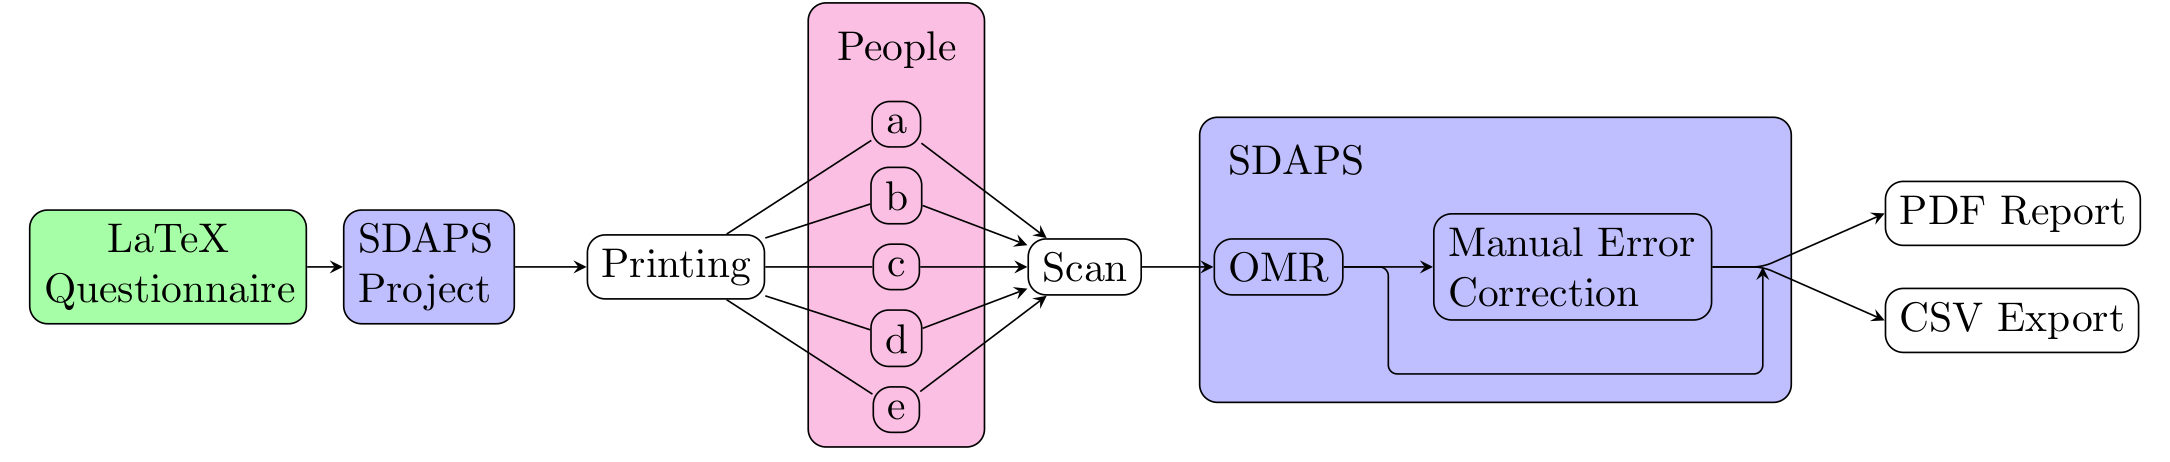 LaTeX
Questionnaire
SDAPS
Project
Printing
People
a
b
c
d
e
Scan
SDAPS
OMR
Manual Error
Correction
PDF Report
CSV Export